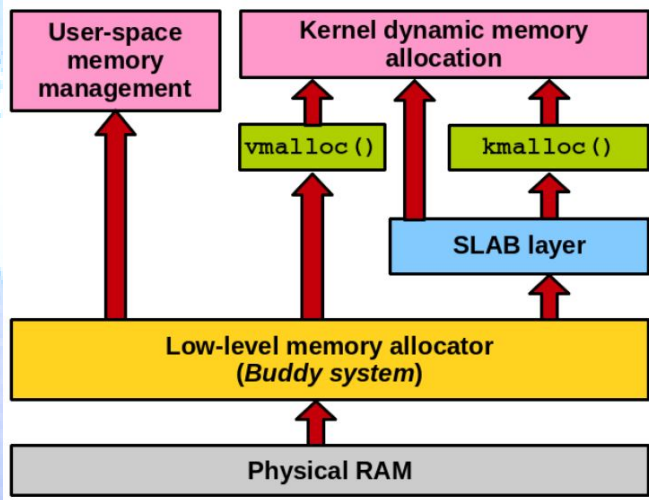 User-space
memory
management
Kernel dynamic memory
allocation
vmalloc()
kmalloc()
SLAB layer
Low-level memory allocator
(Buddy system)
Physical RAM